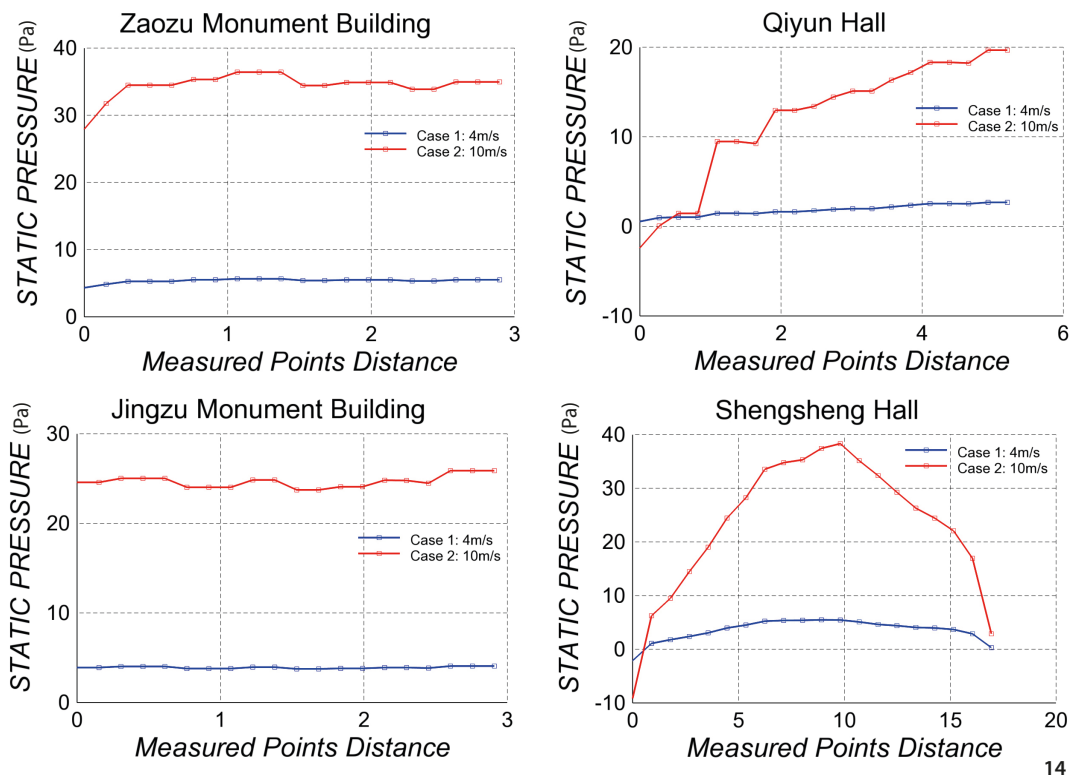 Zaozu Monument Building
STATIC PRESSURE (Pa)
40
30
20
10
0
Case 1: 4m/s
Case 2: 10m/s
0 1 2 3
Measured Points Distance
Qiyun Hall
STATIC PRESSURE (Pa)
20
10
0
-10
Case 1: 4m/s
Case 2: 10m/s
0 2 4 6
Measured Points Distance
Jingzu Monument Building
STATIC PRESSURE (Pa)
30
20
10
0
Case 1: 4m/s
Case 2: 10m/s
0 1 2 3
Measured Points Distance
Shengsheng Hall
STATIC PRESSURE (Pa)
40
30
20
10
0
-10
Case 1: 4m/s
Case 2: 10m/s
0 5 10 15 20
Measured Points Distance
14